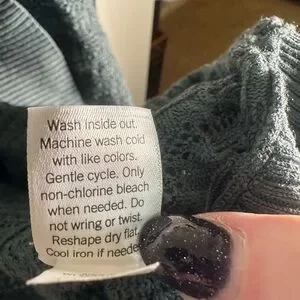 Wash inside out.
Machine wash cold
with like colors.
Gentle cycle. Only
non-chlorine bleach
when needed. Do
not wring or twist.
Reshape dry flat.
Cool iron if needed